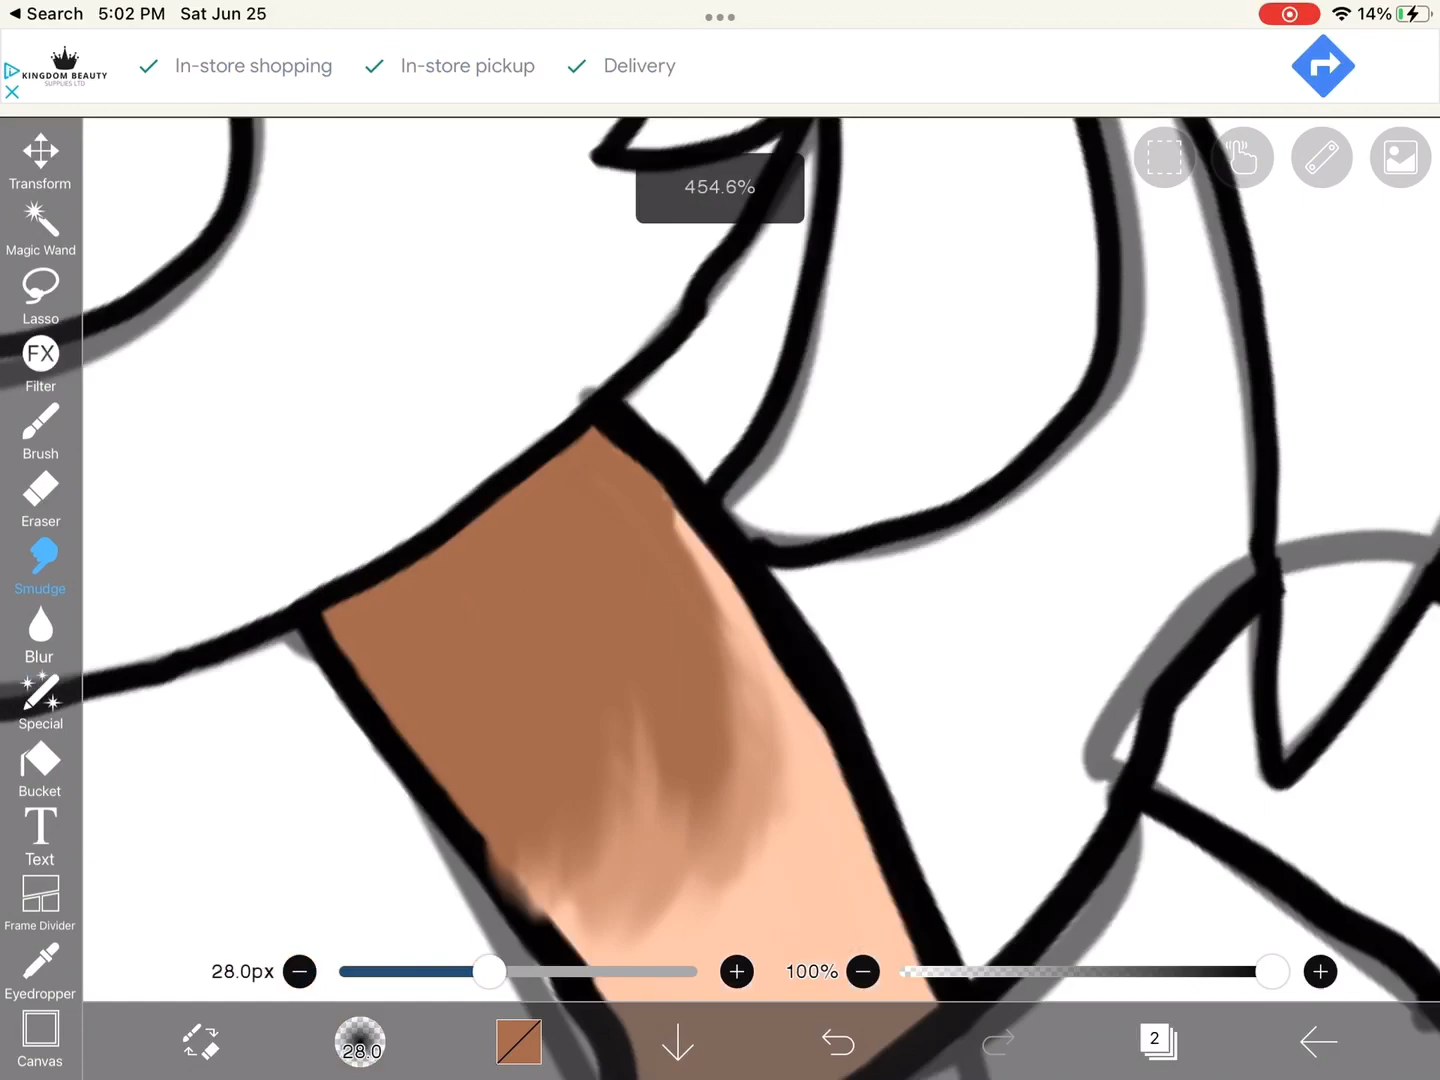 Search 5:02 PM Sat Jun 25 14%
KINGDOM BEAUTY
SUPPLIES LTD
In-store shopping In-store pickup Delivery
454.6%
Transform
Magic Wand
Lasso
FX
Filter
Brush
Eraser
Smudge
Blur
Special
Bucket
T
Text
Frame Divider
Eyedropper
Canvas
28.0px 100%
28.0
2